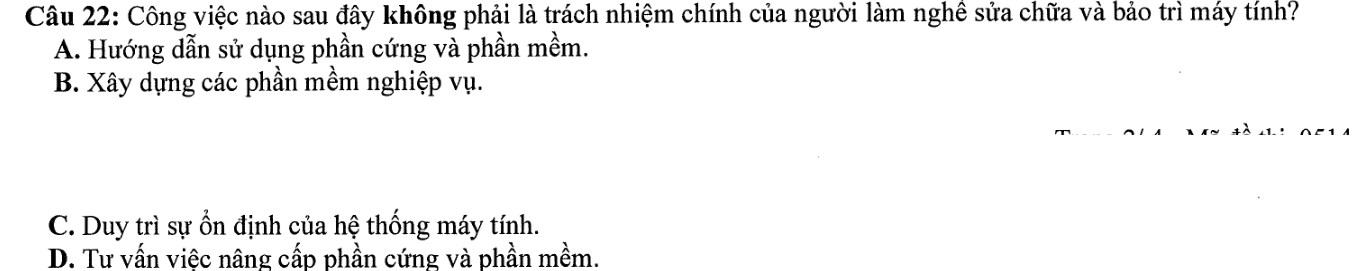 Câu 22: Công việc nào sau đây không phải là trách nhiệm chính của người làm nghề sửa chữa và bảo trì máy tính?
A. Hướng dẫn sử dụng phần cứng và phần mềm.
B. Xây dựng các phần mềm nghiệp vụ.
C. Duy trì sự ổn định của hệ thống máy tính.
D. Tư vấn việc nâng cấp phần cứng và phần mềm.